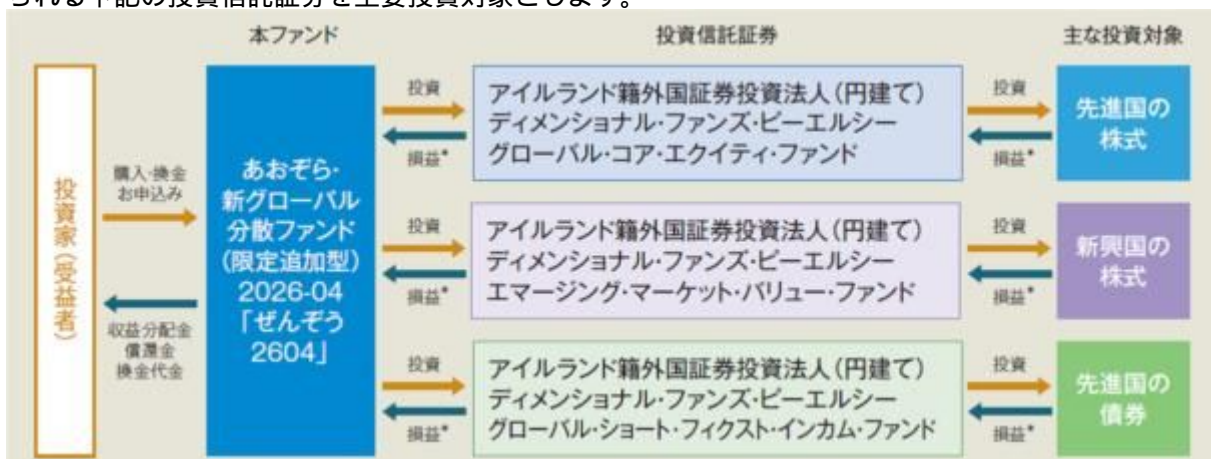 られる下記の投資信託証券を主要投資対象とします。
本ファンド
投資信託証券
主な投資対象
投資家(受益者)
購入・換金
お申込み
収益分配金
償還金
換金代金
あおぞら・
新グローバル
分散ファンド
(限定追加型)
2026-04
「ぜんぞう
2604」
投資
損益*
アイルランド籍外国証券投資法人(円建て)
ディメンショナル・ファンズ・ピーエルシー
グローバル・コア・エクイティ・ファンド
投資
損益*
先進国の
株式
投資
損益*
アイルランド籍外国証券投資法人(円建て)
ディメンショナル・ファンズ・ピーエルシー
エマージング・マーケット・バリュー・ファンド
投資
損益*
新興国の
株式
投資
損益*
アイルランド籍外国証券投資法人(円建て)
ディメンショナル・ファンズ・ピーエルシー
グローバル・ショート・フィクスト・インカム・ファンド
投資
損益*
先進国の
債券